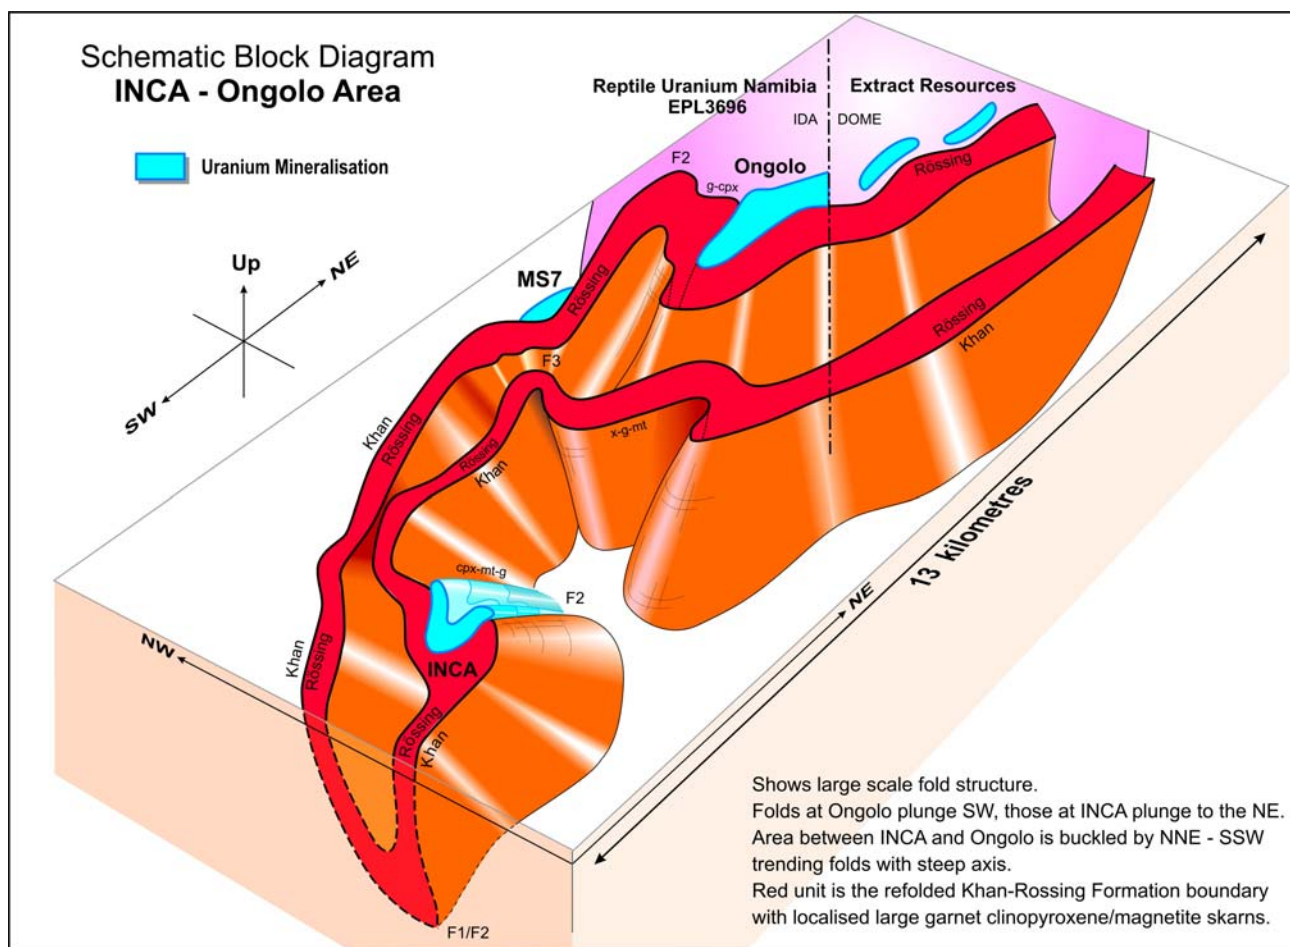 Schematic Block Diagram
INCA - Ongolo Area
Uranium Mineralisation
Reptile Uranium Namibia
EPL3696
Extract Resources
IDA
DOME
F2
g-cpx
Ongolo
Rössing
Up
NE
SW
MS7
Rössing
F3
Rössing
Khan
Khan
Rössing
Rössing
Khan
x-g-mt
13 kilometres
NE
cpx-mt-g
F2
INCA
NW
Khan
Rössing
Rössing
Khan
F1/F2
Shows large scale fold structure.
Folds at Ongolo plunge SW, those at INCA plunge to the NE.
Area between INCA and Ongolo is buckled by NNE - SSW
trending folds with steep axis.
Red unit is the refolded Khan-Rossing Formation boundary
with localised large garnet clinopyroxene/magnetite skarns.